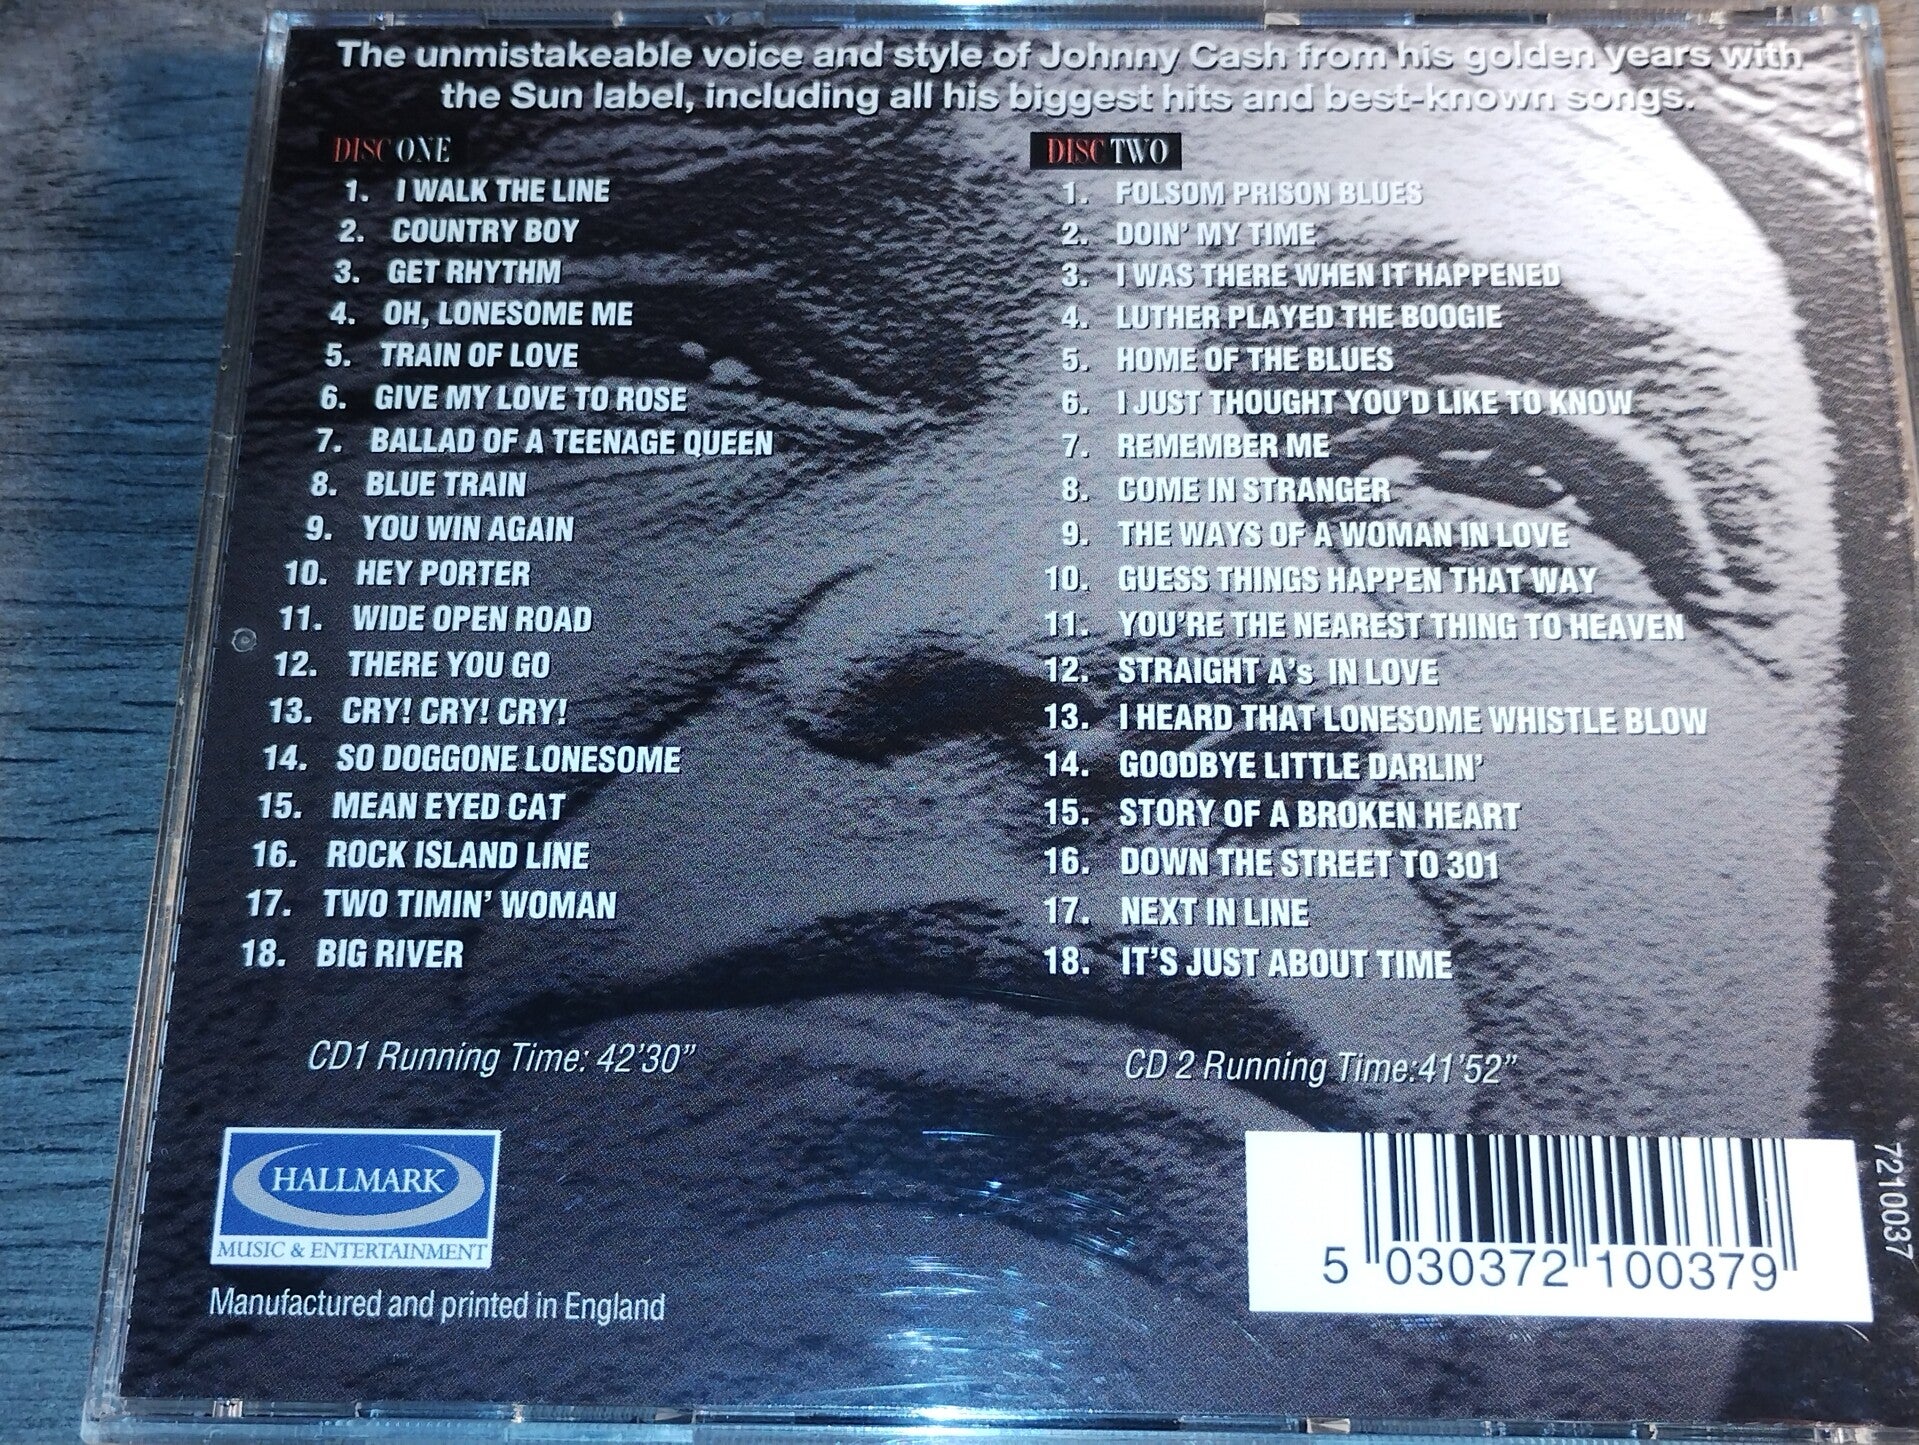 The unmistakeable voice and style of Johnny Cash from his golden years with
the Sun label, including all his biggest hits and best-known songs.
DISC ONE
1. I WALK THE LINE
2. COUNTRY BOY
3. GET RHYTHM
4. OH, LONESOME ME
5. TRAIN OF LOVE
6. GIVE MY LOVE TO ROSE
7. BALLAD OF A TEENAGE QUEEN
8. BLUE TRAIN
9. YOU WIN AGAIN
10. HEY PORTER
11. WIDE OPEN ROAD
12. THERE YOU GO
13. CRY! CRY! CRY!
14. SO DOGGONE LONESOME
15. MEAN EYED CAT
16. ROCK ISLAND LINE
17. TWO TIMIN' WOMAN
18. BIG RIVER
CD1 Running Time: 42'30"
DISC TWO
1. FOLSOM PRISON BLUES
2. DOIN' MY TIME
3. I WAS THERE WHEN IT HAPPENED
4. LUTHER PLAYED THE BOOGIE
5. HOME OF THE BLUES
6. I JUST THOUGHT YOU'D LIKE TO KNOW
7. REMEMBER ME
8. COME IN STRANGER
9. THE WAYS OF A WOMAN IN LOVE
10. GUESS THINGS HAPPEN THAT WAY
11. YOU'RE THE NEAREST THING TO HEAVEN
12. STRAIGHT A's IN LOVE
13. I HEARD THAT LONESOME WHISTLE BLOW
14. GOODBYE LITTLE DARLIN'
15. STORY OF A BROKEN HEART
16. DOWN THE STREET TO 301
17. NEXT IN LINE
18. IT'S JUST ABOUT TIME
CD 2 Running Time:41'52"
HALLMARK
MUSIC & ENTERTAINMENT
Manufactured and printed in England
5 030372 100379
7210037